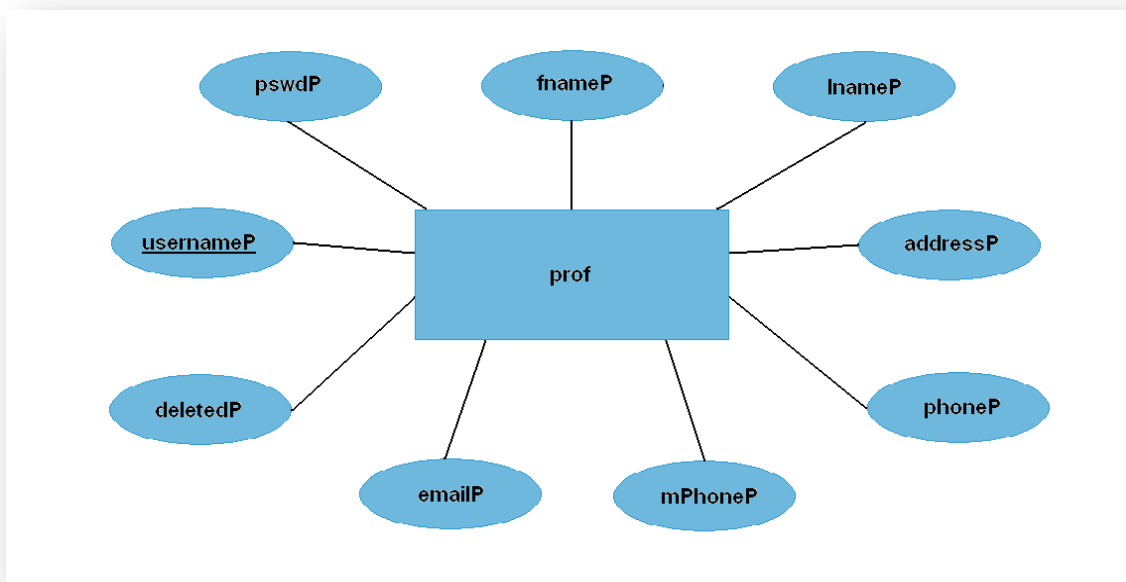 pswdP
fnameP
lnameP
usernameP
prof
addressP
deletedP
phoneP
emailP
mPhoneP